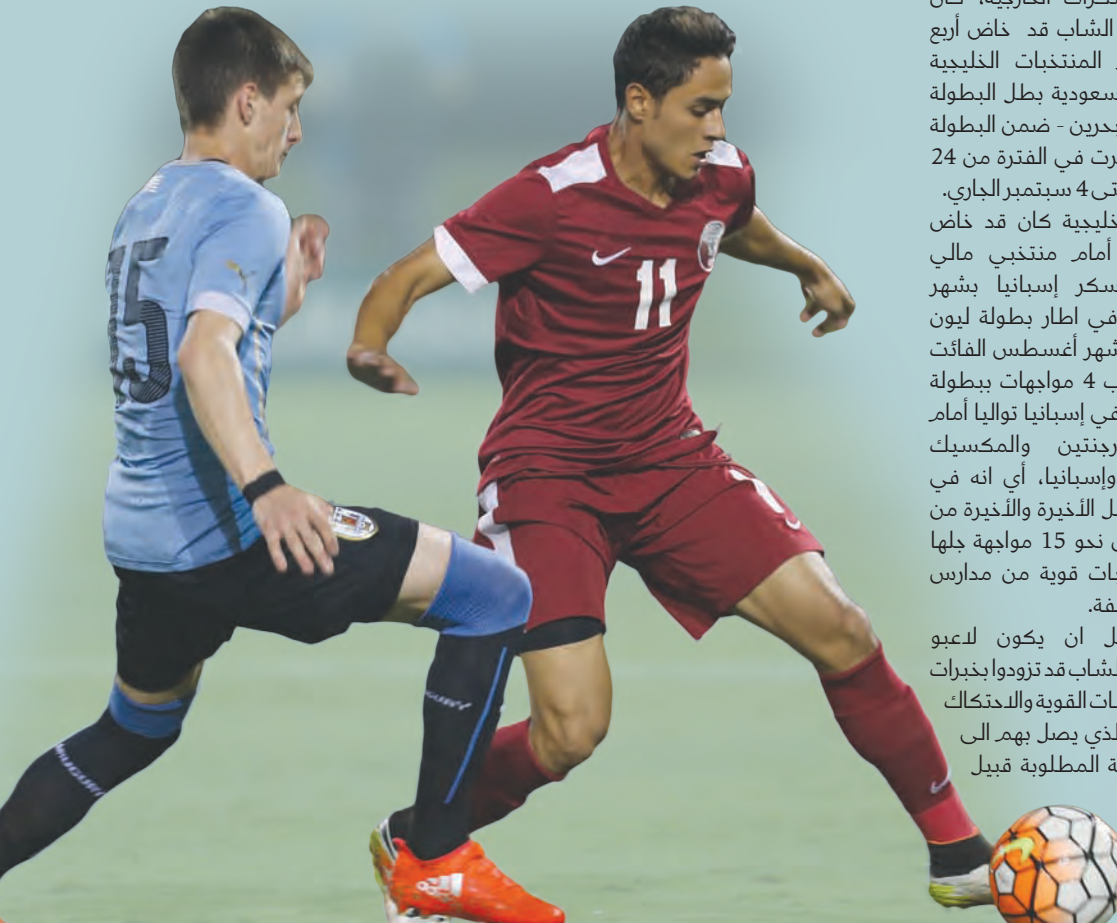 الشاب قد خاض أربع
المنتخبات الخليجية
سعودية بطل البطولة
بحرين - ضمن البطولة
رت في الفترة من 24
تى 4 سبتمبر الجاري.
خليجية كان قد خاض
أمام منتخبي مالي
سكر إسبانيا بشهر
في اطار بطولة ليون
شهر أغسطس الفائت
ب 4 مواجهات ببطولة
في إسبانيا تواليا أمام
رجنتين والمكسيك
وإسبانيا، أي انه في
ل الأخيرة والأخيرة من
ى نحو 15 مواجهة جلها
ات قوية من مدارس
فة.
ل ان يكون لاعبو
لشاب قد تزودوا بخبرات
ات القوية والاحتكاك
لذي يصل بهم الى
ة المطلوبة قبيل
15
11